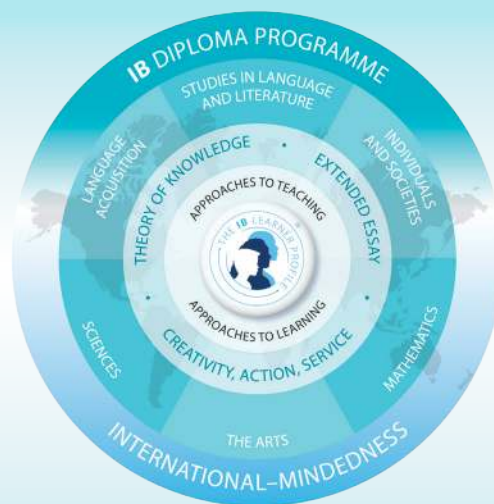 IB DIPLOMA PROGRAMME
STUDIES IN LANGUAGE
AND LITERATURE
LANGUAGE
ACQUISITION
INDIVIDUALS
AND SOCIETIES
THEORY OF KNOWLEDGE • EXTENDED ESSAY •
CREATIVITY, ACTION, SERVICE •
APPROACHES TO TEACHING
THE IB LEARNER PROFILE
®
APPROACHES TO LEARNING
SCIENCES
MATHEMATICS
THE ARTS
INTERNATIONAL–MINDEDNESS